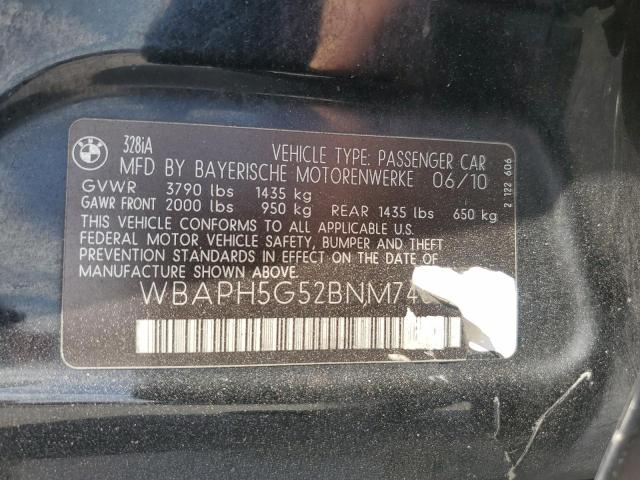 BMW
328iA
VEHICLE TYPE: PASSENGER CAR
MFD BY BAYERISCHE MOTORENWERKE 06/10
GVWR 3790 lbs 1435 kg
GAWR FRONT 2000 lbs 950 kg REAR 1435 lbs 650 kg
THIS VEHICLE CONFORMS TO ALL APPLICABLE U.S.
FEDERAL MOTOR VEHICLE SAFETY, BUMPER AND THEFT
PREVENTION STANDARDS IN EFFECT ON THE DATE OF
MANUFACTURE SHOWN ABOVE.
WBAPH5G52BNM74
2 122 606